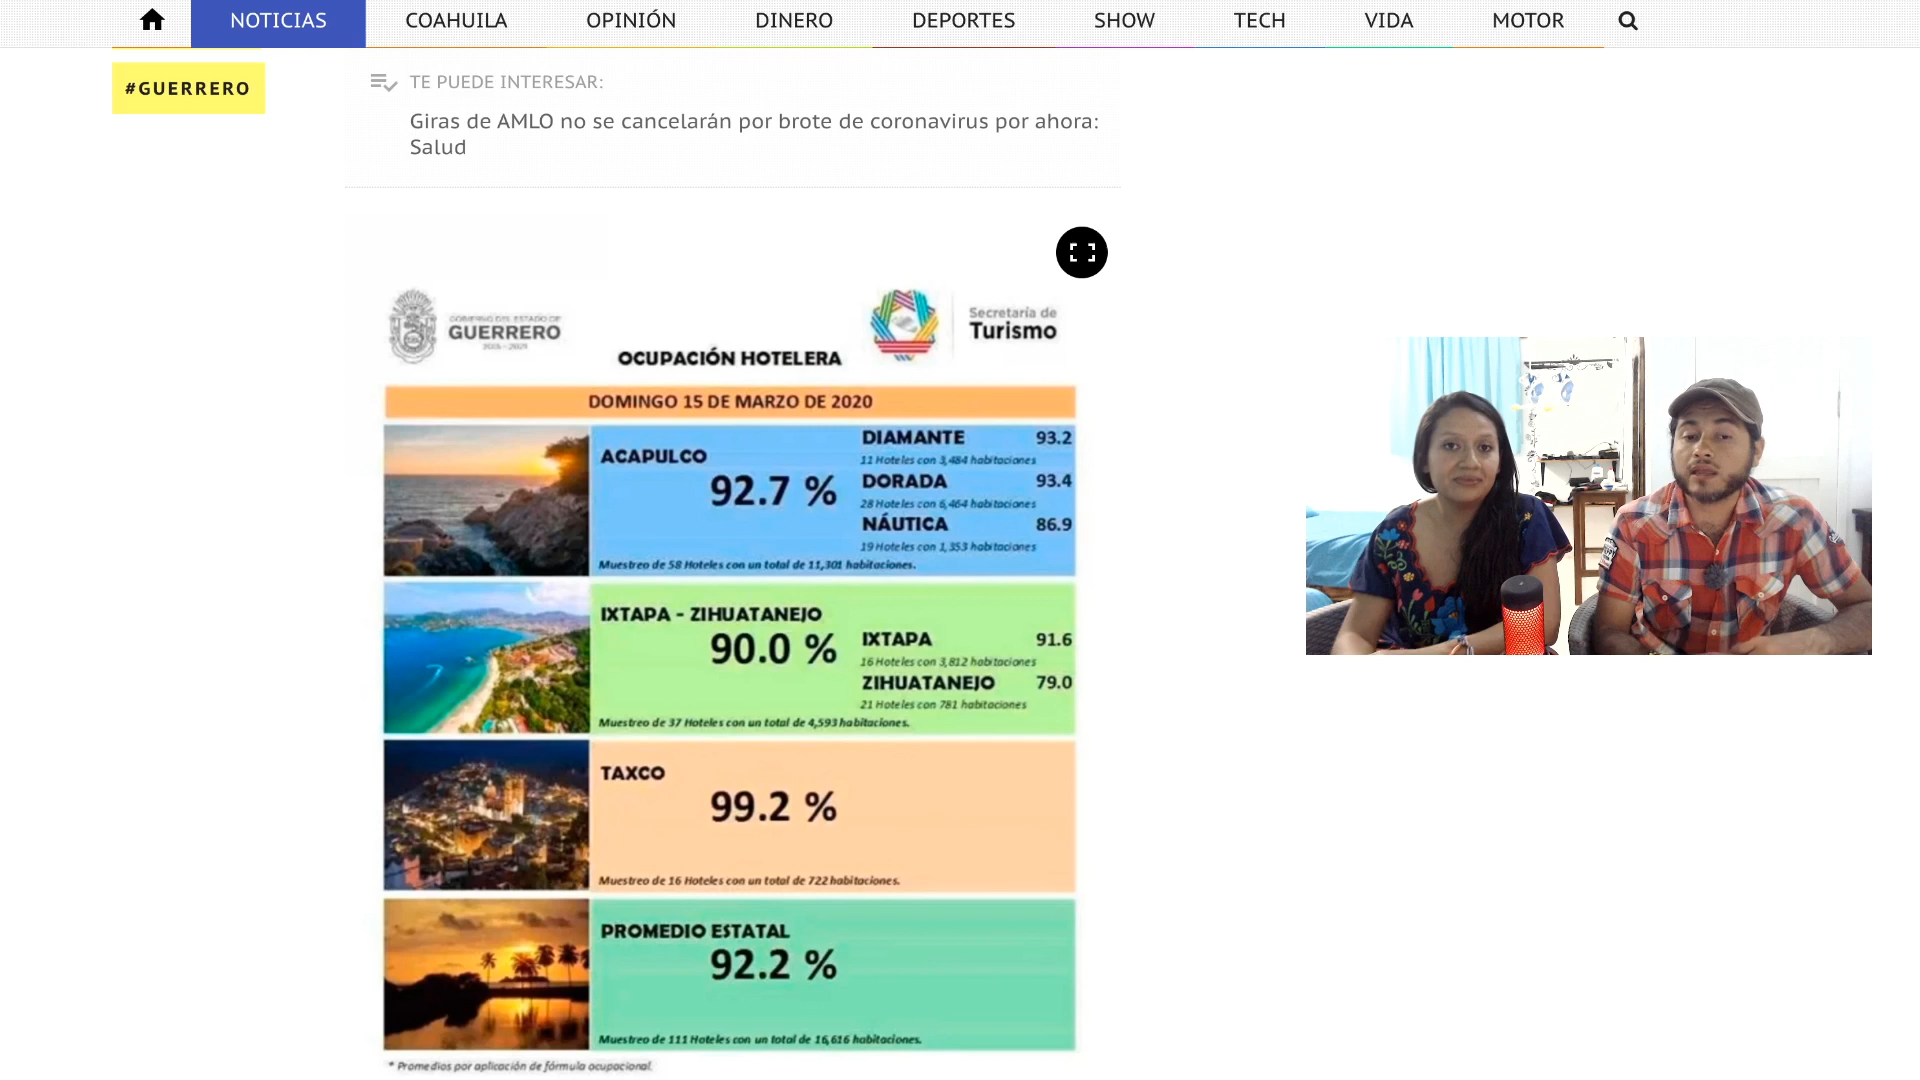 NOTICIAS COAHUILA OPINIÓN DINERO DEPORTES SHOW TECH VIDA MOTOR
#GUERRERO
TE PUEDE INTERESAR:
Giras de AMLO no se cancelarán por brote de coronavirus por ahora:
Salud
GOBIERNO DEL ESTADO DE
GUERRERO
Secretaría de
Turismo
OCUPACIÓN HOTELERA
DOMINGO 15 DE MARZO DE 2020
ACAPULCO
92.7 %
DIAMANTE 93.2
11 Hoteles con 3,484 habitaciones
DORADA 93.4
28 Hoteles con 6,464 habitaciones
NÁUTICA 86.9
19 Hoteles con 1,353 habitaciones
Muestreo de 58 Hoteles con un total de 11,301 habitaciones.
IXTAPA - ZIHUATANEJO
90.0 %
IXTAPA 91.6
16 Hoteles con 3,812 habitaciones
ZIHUATANEJO 79.0
21 Hoteles con 781 habitaciones
Muestreo de 37 Hoteles con un total de 4,593 habitaciones.
TAXCO
99.2 %
Muestreo de 16 Hoteles con un total de 722 habitaciones.
PROMEDIO ESTATAL
92.2 %
Muestreo de 111 Hoteles con un total de 16,616 habitaciones.
* Promedios por aplicación de fórmula ocupacional.